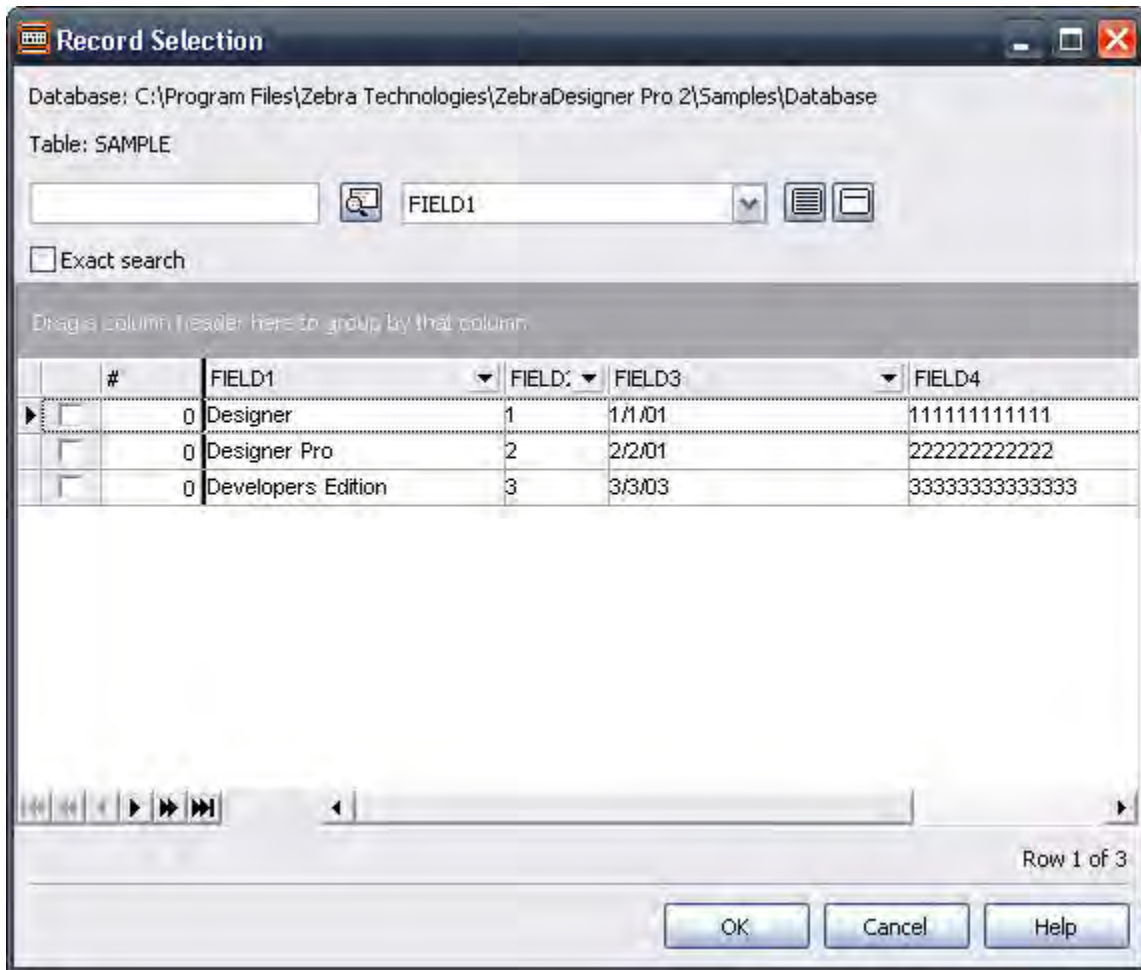 Record Selection
Database: C:\Program Files\Zebra Technologies\ZebraDesigner Pro 2\Samples\Database
Table: SAMPLE
FIELD1
Exact search
Drag a column header here to group by that column
# FIELD1 FIELD: FIELD3 FIELD4
0 Designer 1 1/1/01 111111111111
0 Designer Pro 2 2/2/01 222222222222
0 Developers Edition 3 3/3/03 33333333333333
Row 1 of 3
OK Cancel Help